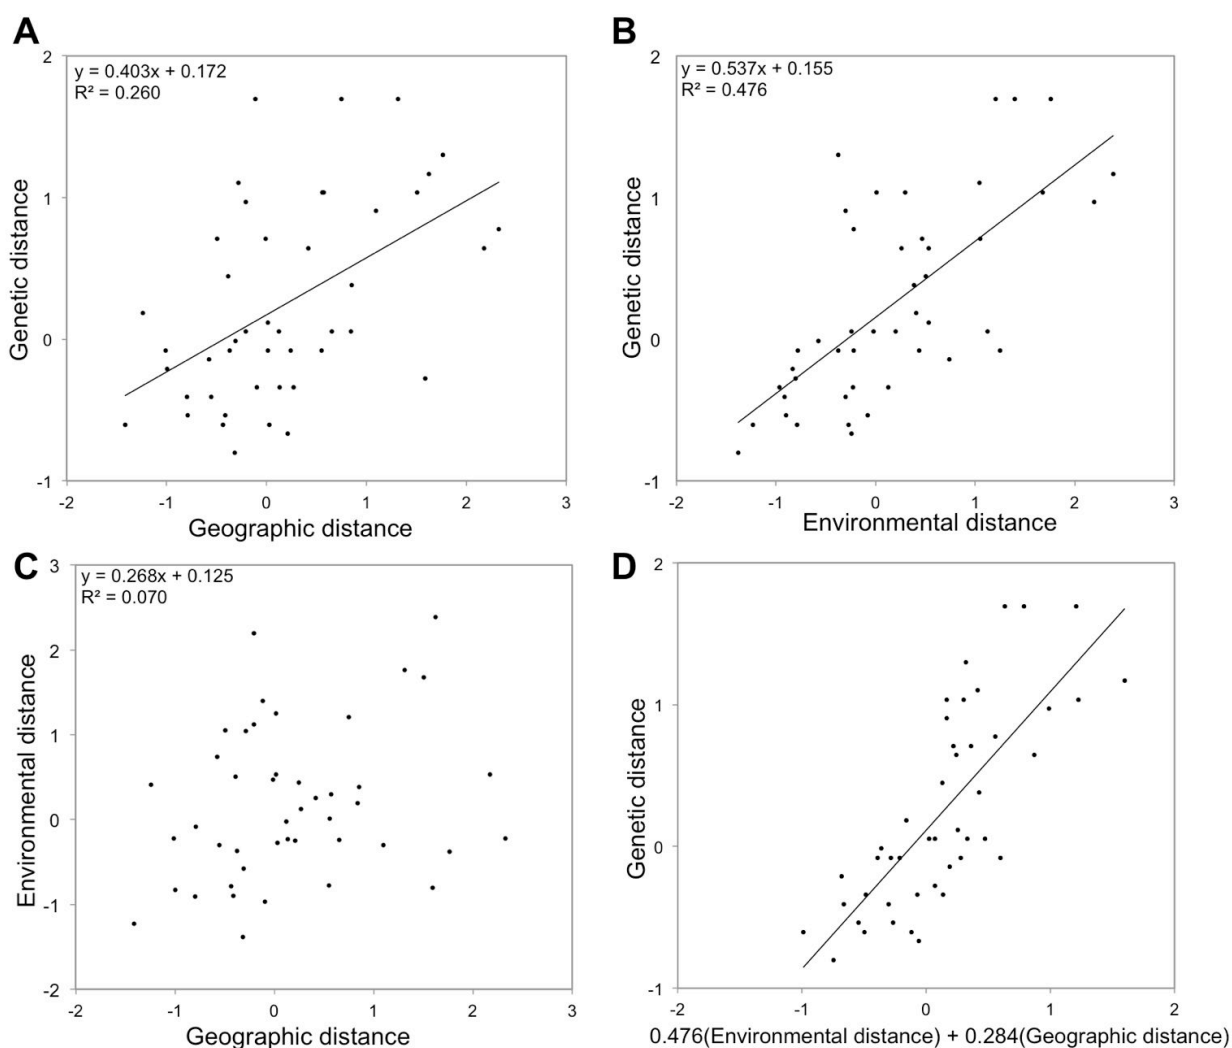 A
y = 0.403x + 0.172
R² = 0.260
2
1
0
-1
-2
-1
0
1
2
3
Genetic distance
Geographic distance
B
y = 0.537x + 0.155
R² = 0.476
2
1
0
-1
-2
-1
0
1
2
3
Genetic distance
Environmental distance
C
y = 0.268x + 0.125
R² = 0.070
3
2
1
0
-1
-2
-2
-1
0
1
2
3
Environmental distance
Geographic distance
D
2
1
0
-1
-2
-1
0
1
2
Genetic distance
0.476(Environmental distance) + 0.284(Geographic distance)